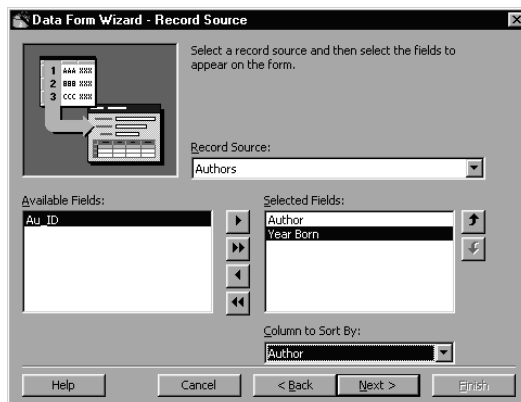 Data Form Wizard - Record Source
Select a record source and then select the fields to
appear on the form.
1 AAA XXX
2 BBB XXX
3 CCC XXX
Record Source:
Authors
Available Fields:
Au_ID
Selected Fields:
Author
Year Born
Column to Sort By:
Author
Help Cancel < Back Next > Finish